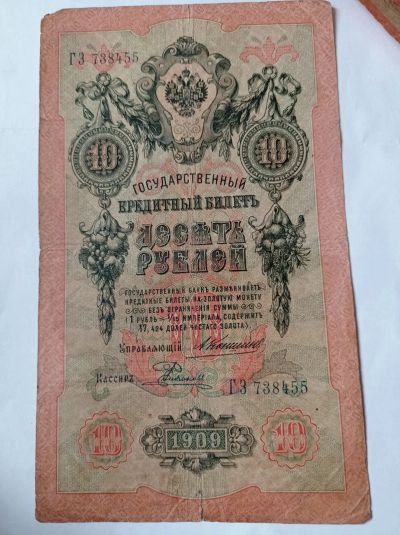 ГЗ 738455
10
10
ГОСУДАРСТВЕННЫЙ
КРЕДИТНЫЙ БИЛЕТЪ
ДЕСЯТЬ
РУБЛЕЙ
ГОСУДАРСТВЕННЫЙ БАНКЪ РАЗМѢНИВАЕТЪ
КРЕДИТНЫЕ БИЛЕТЫ НА ЗОЛОТУЮ МОНЕТУ
БЕЗЪ ОГРАНИЧЕНІЯ СУММЫ
(1 РУБЛЬ = 1/15 ИМПЕРІАЛА, СОДЕРЖИТЪ
17,424 ДОЛЕЙ ЧИСТАГО ЗОЛОТА).
УПРАВЛЯЮЩІЙ
КАССИРЪ
ГЗ 738455
10
1909
10